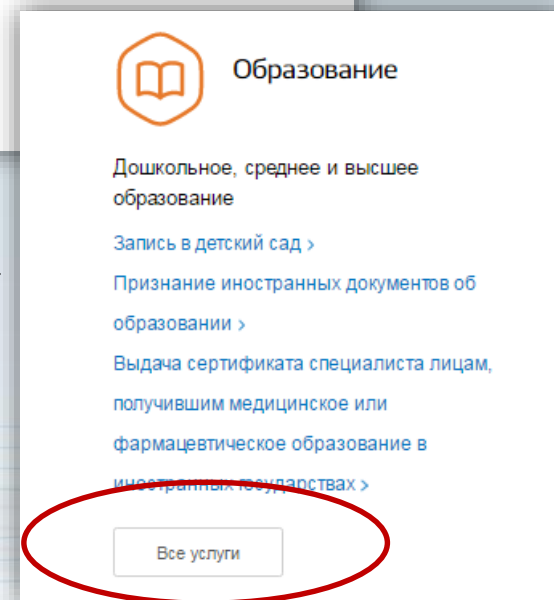 Образование
Дошкольное, среднее и высшее
образование
Запись в детский сад >
Признание иностранных документов об
образовании >
Выдача сертификата специалиста лицам,
получившим медицинское или
фармацевтическое образование в
иностранных государствах >
Все услуги